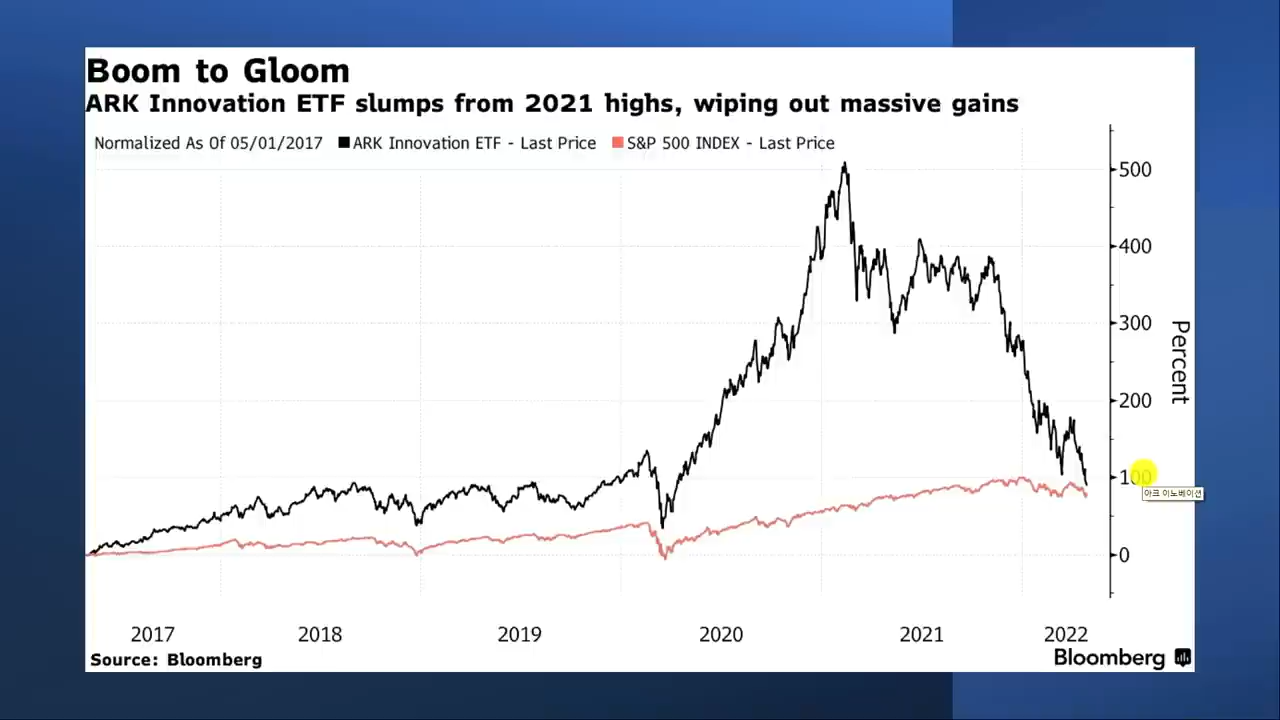 Boom to Gloom
ARK Innovation ETF slumps from 2021 highs, wiping out massive gains
Normalized As Of 05/01/2017 ARK Innovation ETF - Last Price S&P 500 INDEX - Last Price
500
400
300
200
100
0
Percent
아크 이노베이션
2017 2018 2019 2020 2021 2022
Source: Bloomberg
Bloomberg